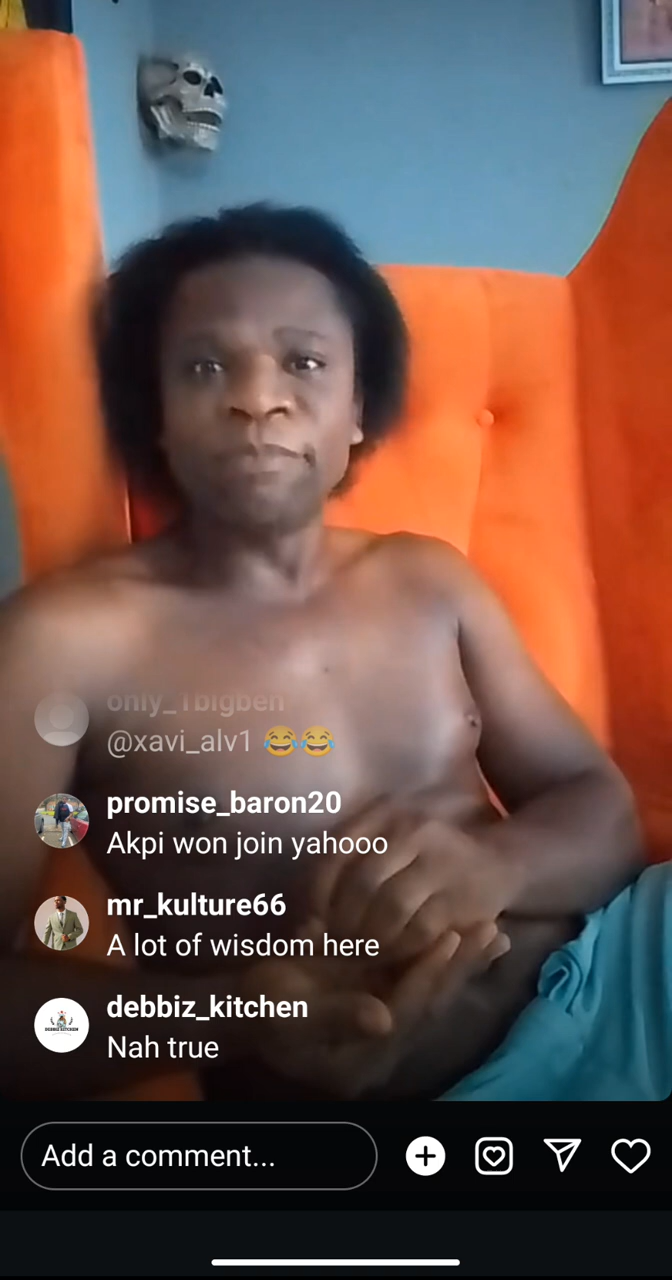 only_1bigben
@xavi_alv1 😂😂
promise_baron20
Akpi won join yahooo
mr_kulture66
A lot of wisdom here
debbiz_kitchen
Nah true
Add a comment...